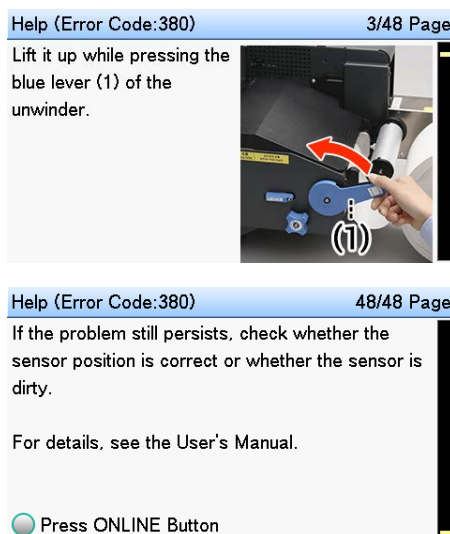 Help (Error Code:380) 3/48 Page
Lift it up while pressing the
blue lever (1) of the
unwinder.
(1)
Help (Error Code:380) 48/48 Page
If the problem still persists, check whether the
sensor position is correct or whether the sensor is
dirty.
For details, see the User's Manual.
Press ONLINE Button